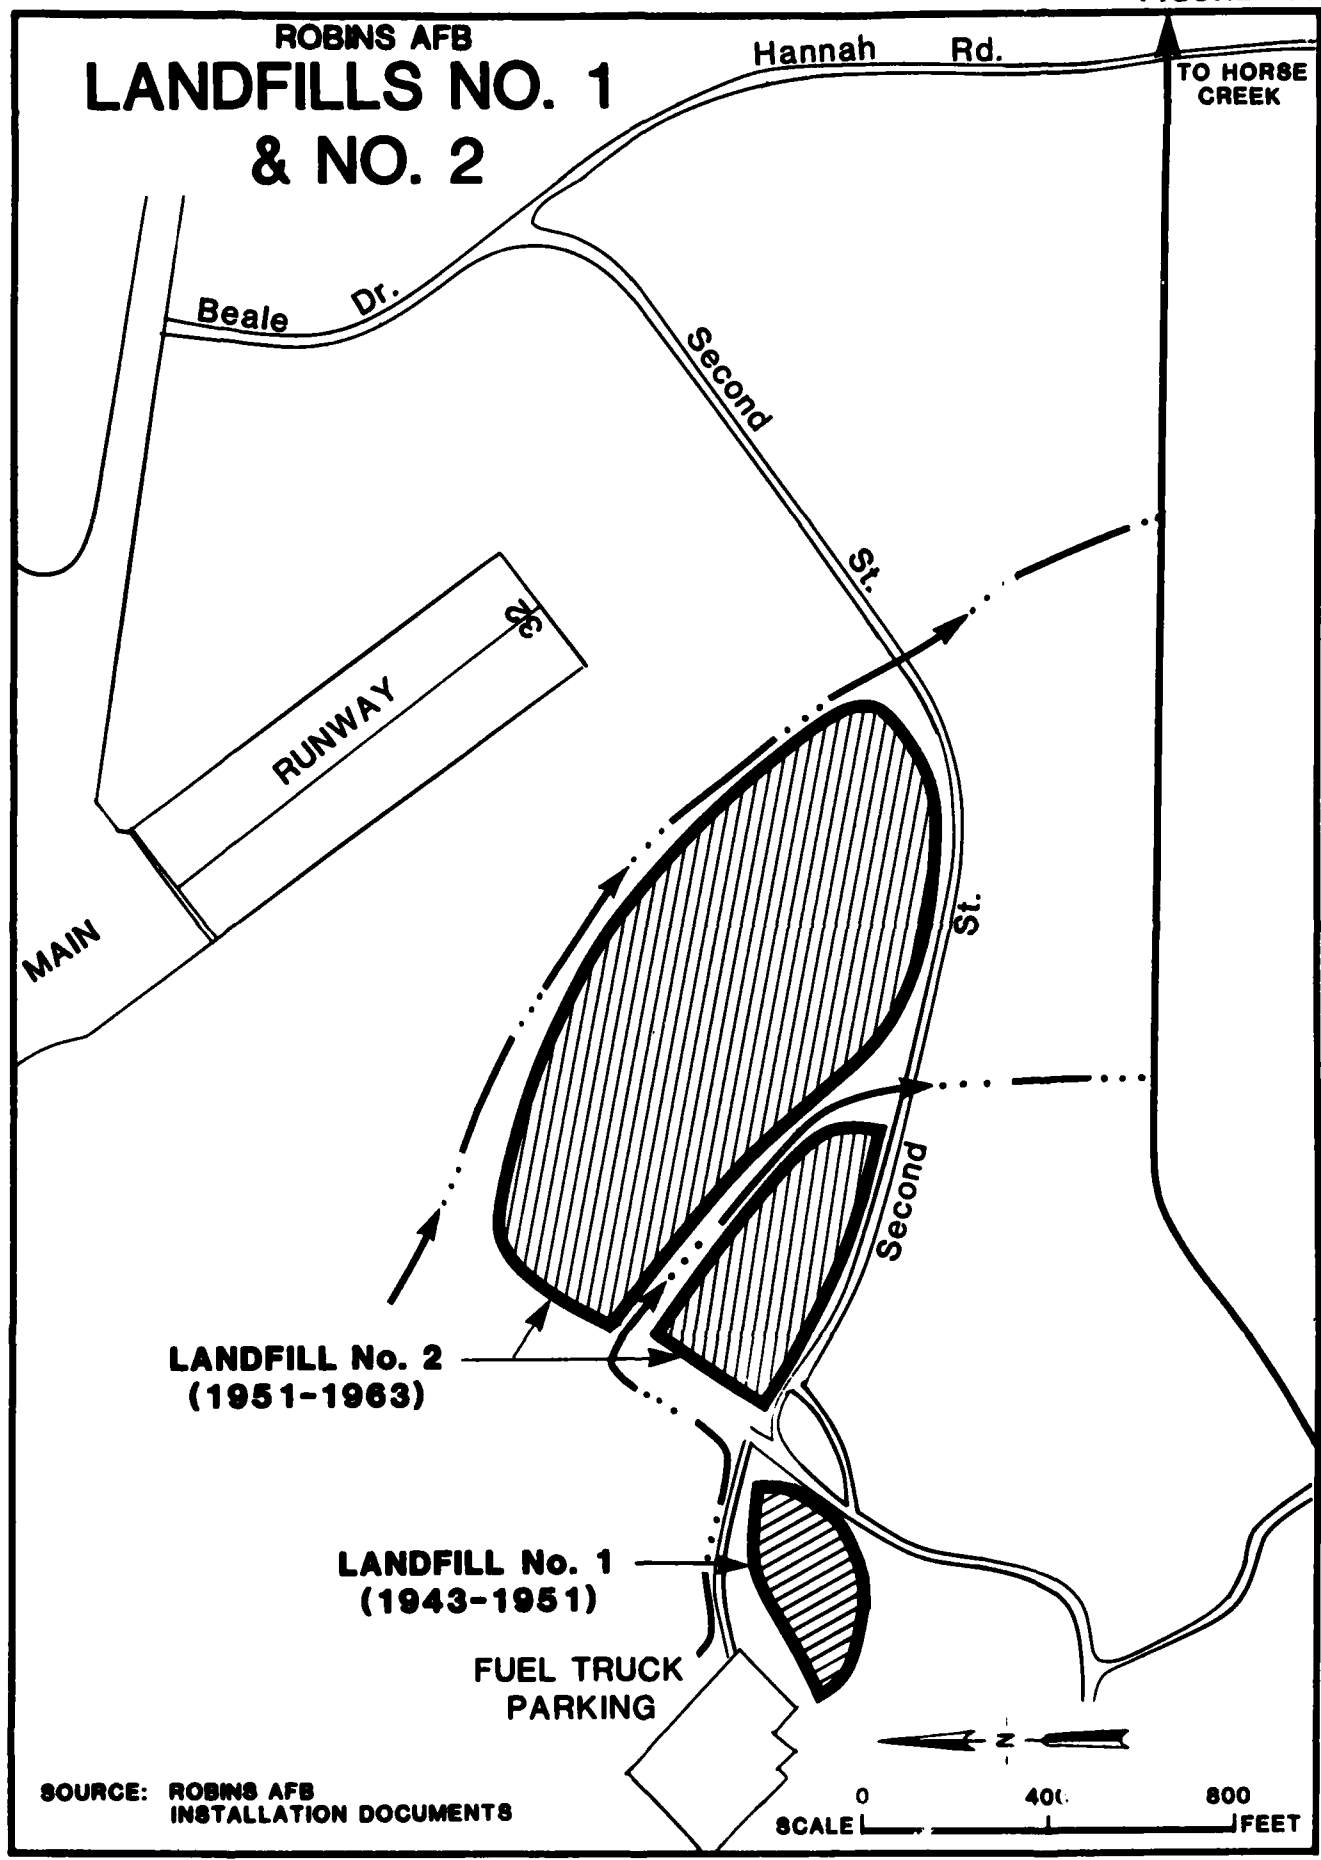 ROBINS AFB
LANDFILLS NO. 1
& NO. 2
Hannah Rd.
TO HORSE
CREEK
Beale Dr.
Second
St.
32
RUNWAY
MAIN
St.
Second
LANDFILL No. 2
(1951-1963)
LANDFILL No. 1
(1943-1951)
FUEL TRUCK
PARKING
N
SOURCE: ROBINS AFB
INSTALLATION DOCUMENTS
0 800
SCALE FEET